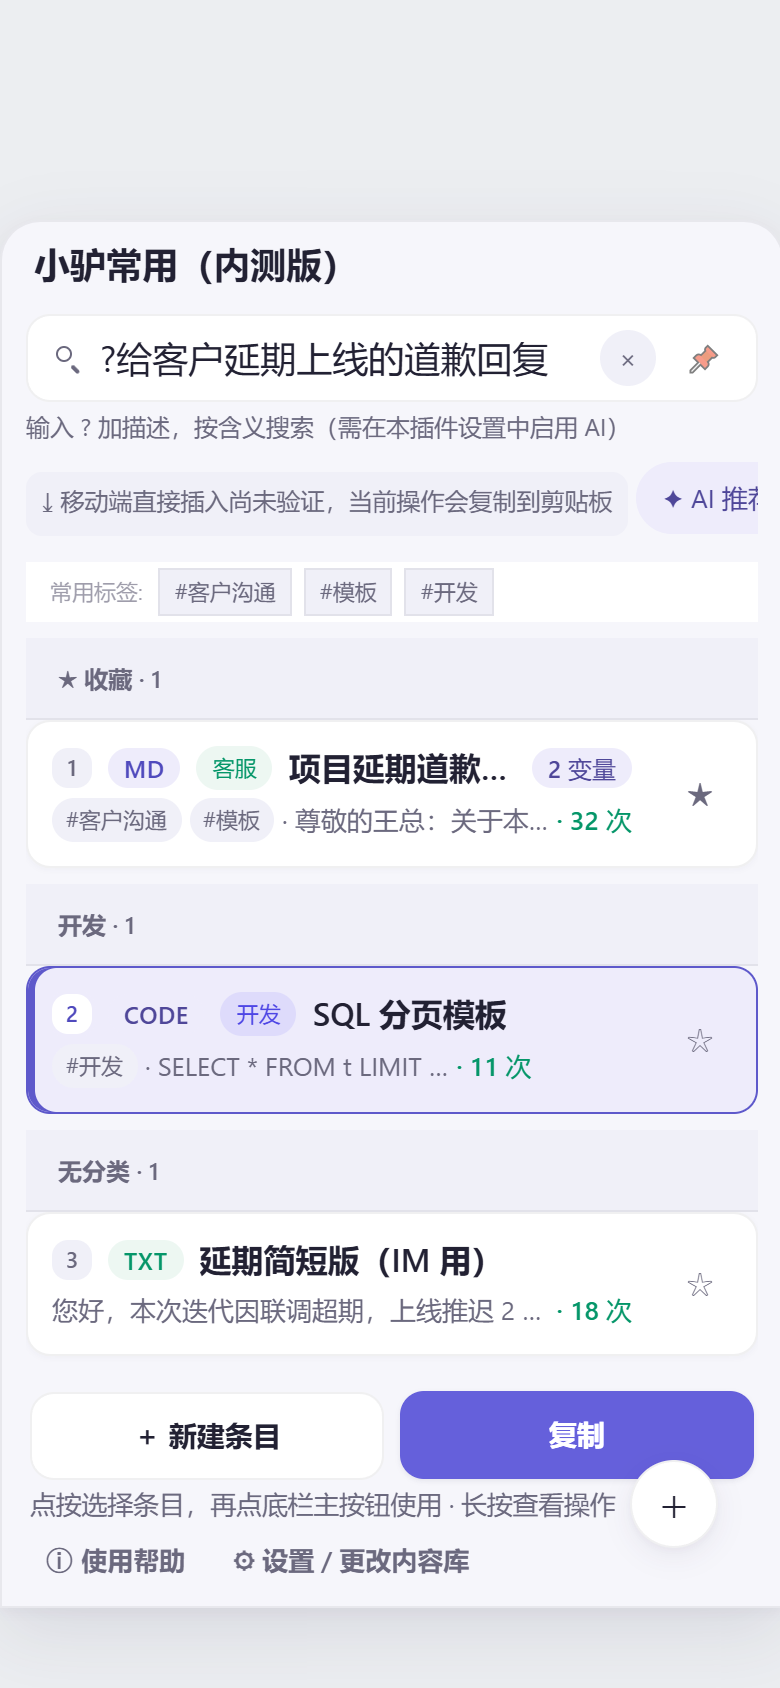 小驴常用（内测版）
?给客户延期上线的道歉回复 ×
输入 ? 加描述，按含义搜索（需在本插件设置中启用 AI）
⤓ 移动端直接插入尚未验证，当前操作会复制到剪贴板 ✦ AI 推荐
常用标签: #客户沟通 #模板 #开发
★ 收藏 · 1
1 MD 客服 项目延期道歉... 2 变量
#客户沟通 #模板 · 尊敬的王总：关于本... · 32 次 ★
开发 · 1
2 CODE 开发 SQL 分页模板
#开发 · SELECT * FROM t LIMIT ... · 11 次 ☆
无分类 · 1
3 TXT 延期简短版（IM 用）
您好，本次迭代因联调超期，上线推迟 2 ... · 18 次 ☆
+ 新建条目 复制
点按选择条目，再点底栏主按钮使用 · 长按查看操作 +
ⓘ 使用帮助 ⚙ 设置 / 更改内容库